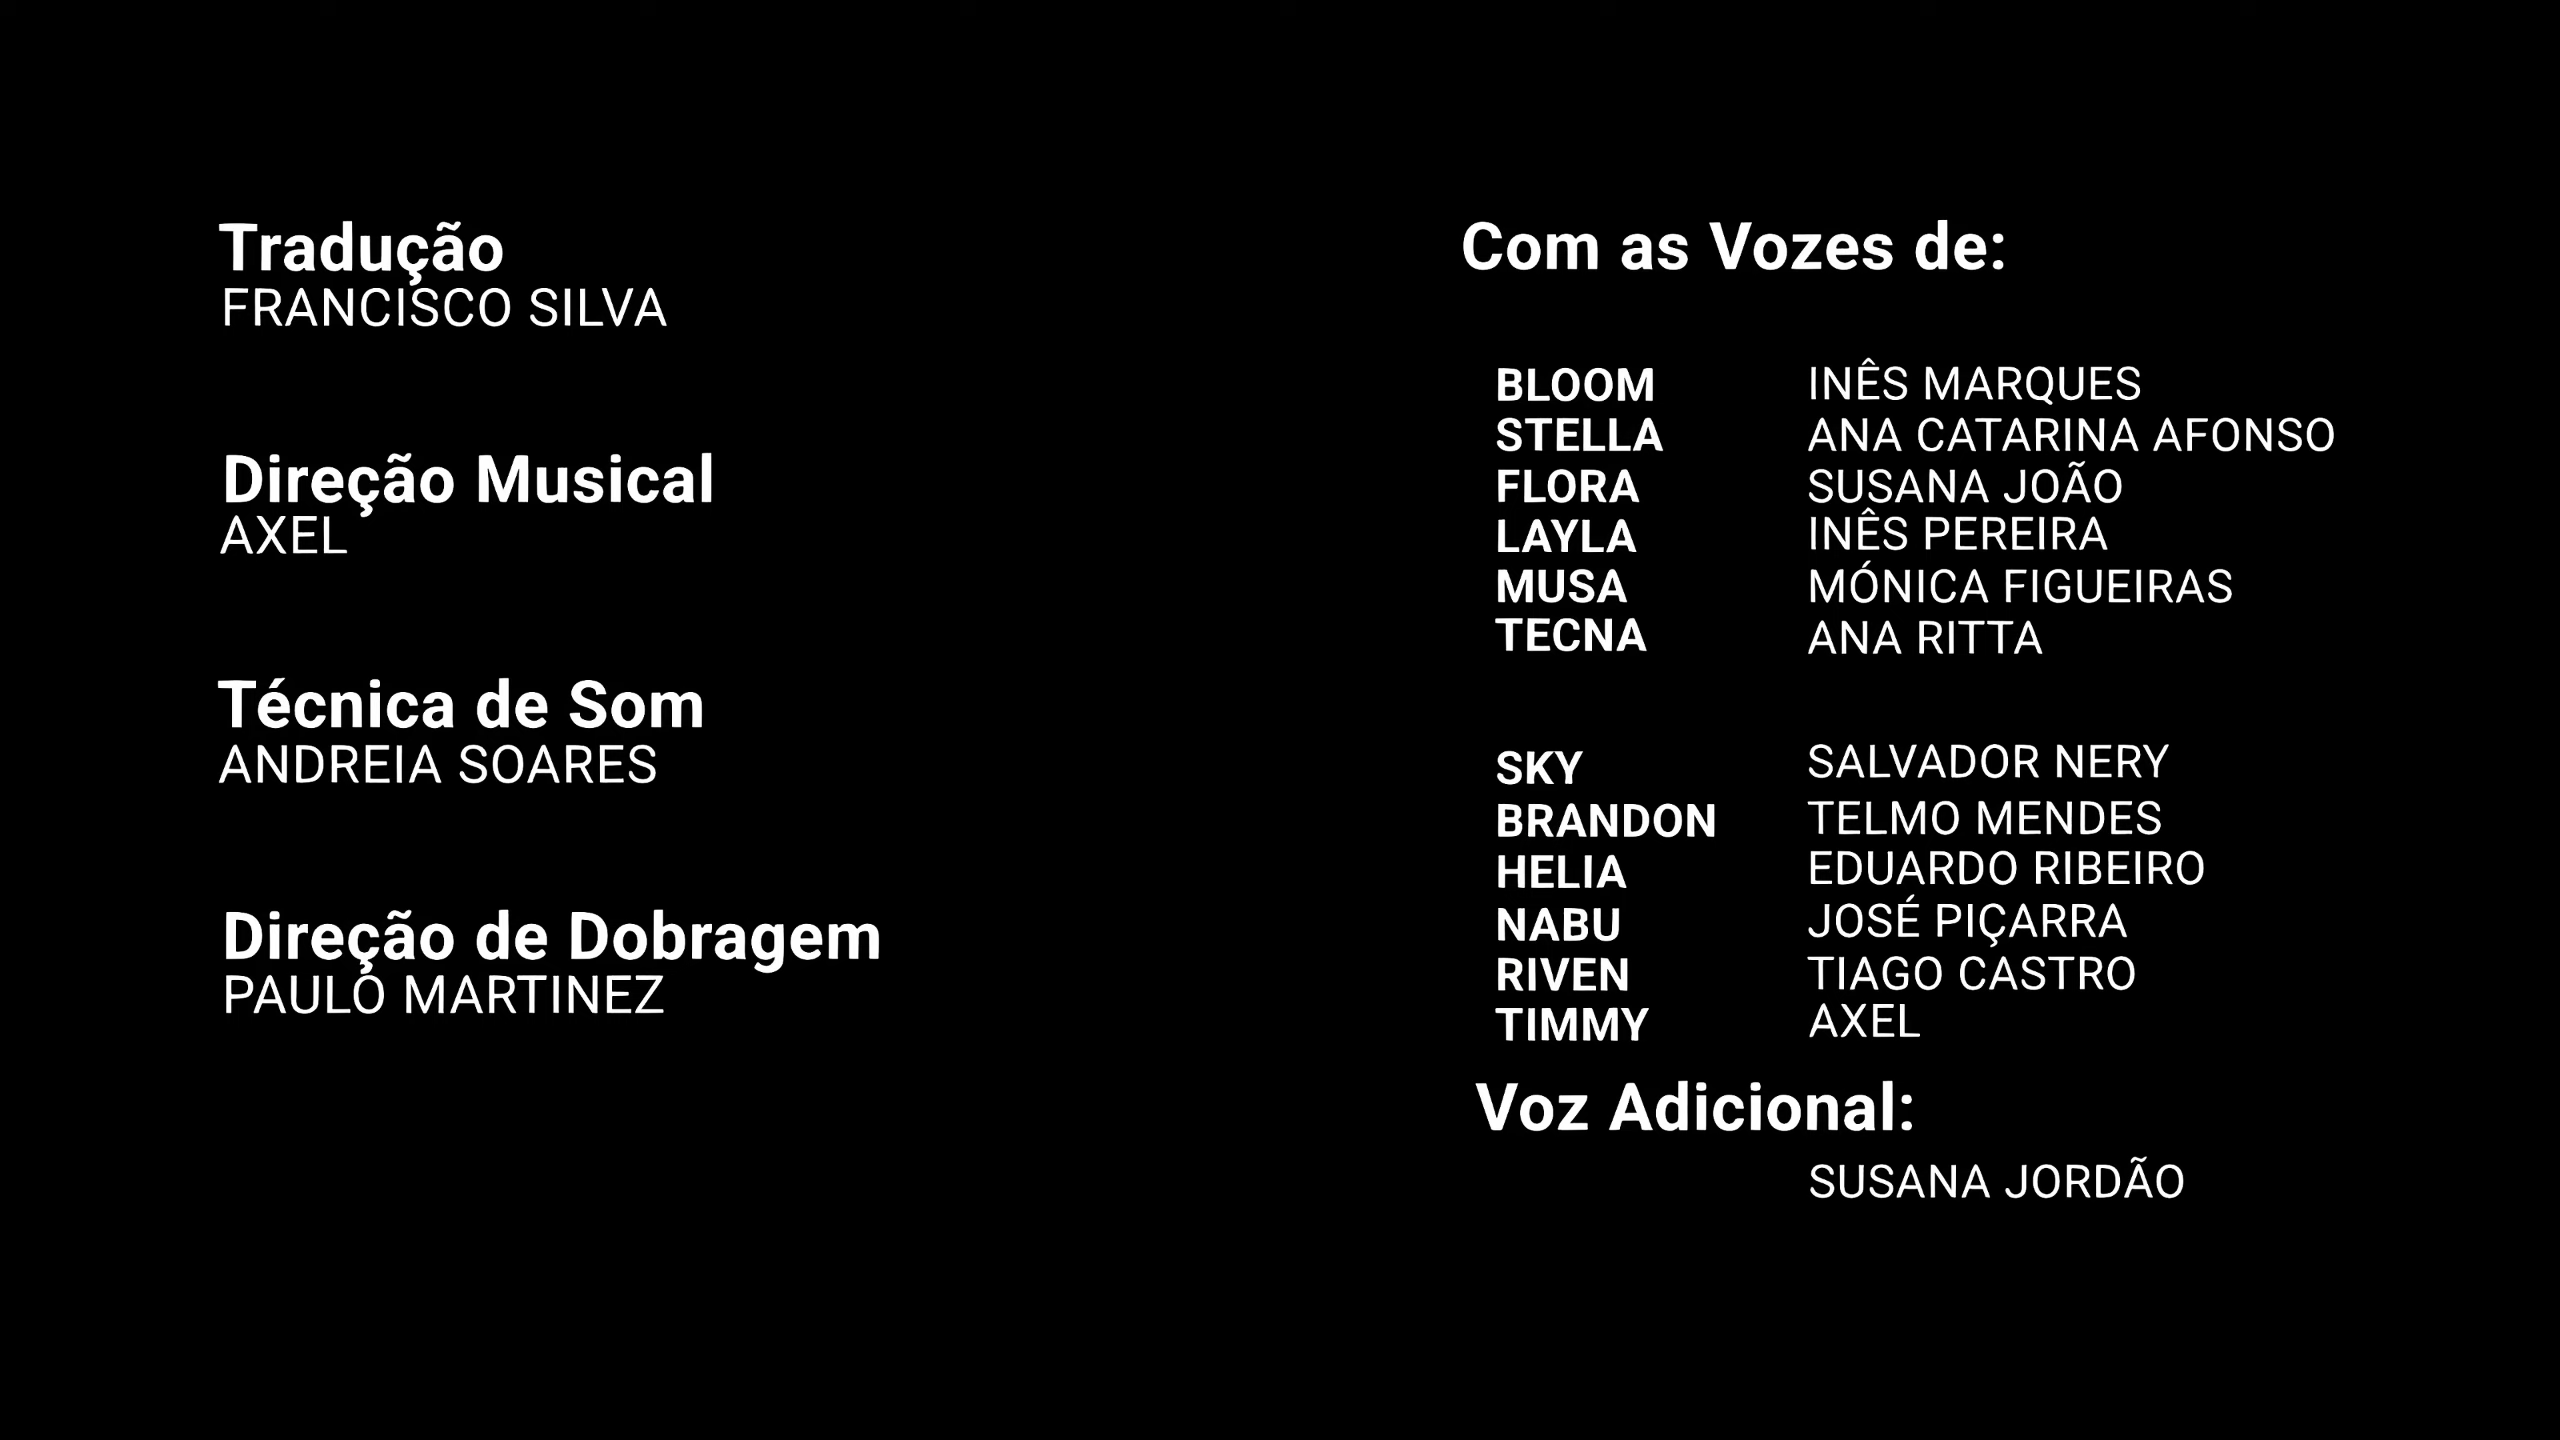 Tradução
FRANCISCO SILVA
Direção Musical
AXEL
Técnica de Som
ANDREIA SOARES
Direção de Dobragem
PAULO MARTINEZ
Com as Vozes de:
BLOOM INÊS MARQUES
STELLA ANA CATARINA AFONSO
FLORA SUSANA JOÃO
LAYLA INÊS PEREIRA
MUSA MÓNICA FIGUEIRAS
TECNA ANA RITTA
SKY SALVADOR NERY
BRANDON TELMO MENDES
HELIA EDUARDO RIBEIRO
NABU JOSÉ PIÇARRA
RIVEN TIAGO CASTRO
TIMMY AXEL
Voz Adicional:
SUSANA JORDÃO